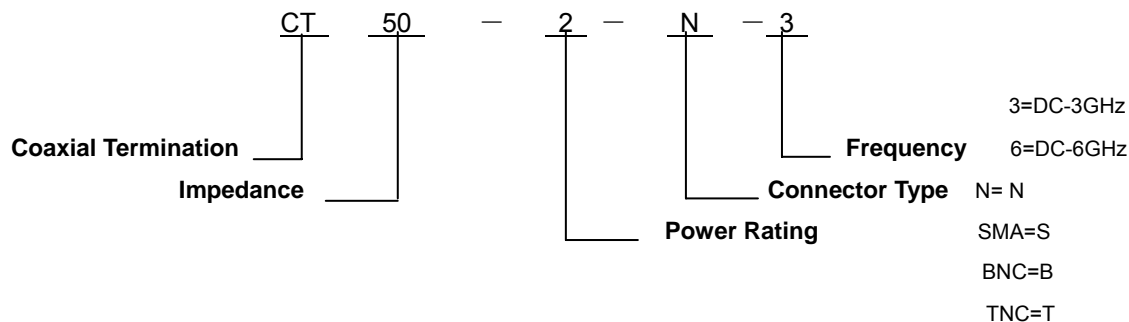 CT 50 — 2 — N — 3
3=DC-3GHz
Coaxial Termination
Frequency 6=DC-6GHz
Impedance
Connector Type N= N
Power Rating
SMA=S
BNC=B
TNC=T